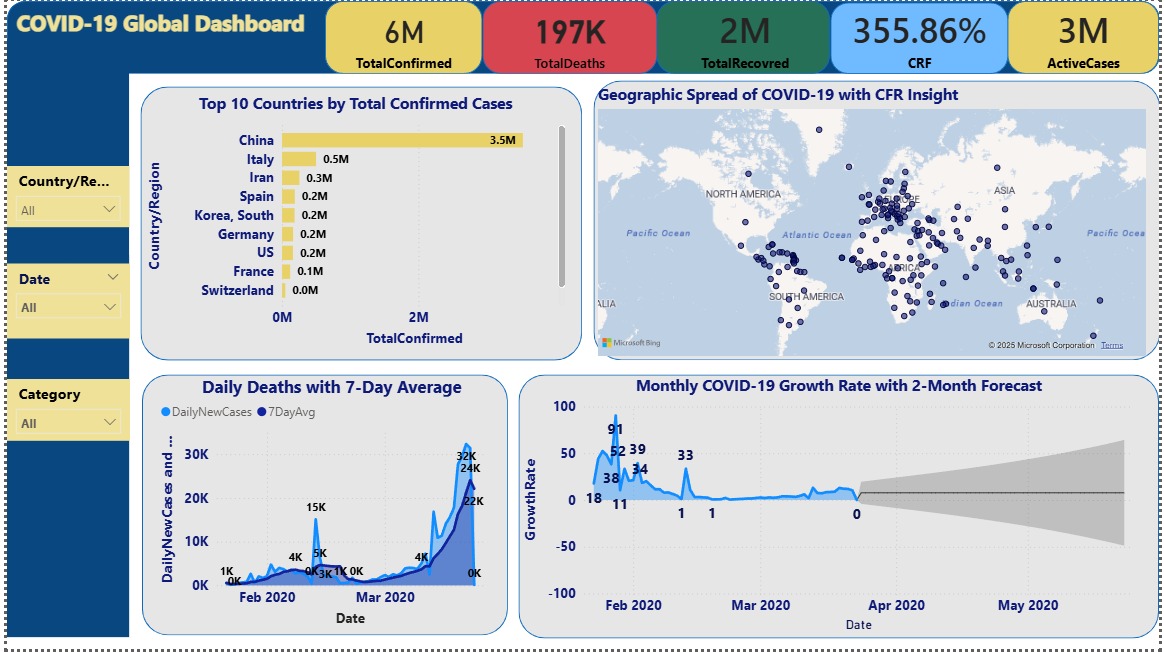 COVID-19 Global Dashboard
6M
TotalConfirmed
197K
TotalDeaths
2M
TotalRecovred
355.86%
CRF
3M
ActiveCases
Country/Re...
All
Date
All
Category
All
Top 10 Countries by Total Confirmed Cases
Country/Region
China 3.5M
Italy 0.5M
Iran 0.3M
Spain 0.2M
Korea, South 0.2M
Germany 0.2M
US 0.2M
France 0.1M
Switzerland 0.0M
0M 2M
TotalConfirmed
Geographic Spread of COVID-19 with CFR Insight
NORTH AMERICA
EUROPE
ASIA
Pacific Ocean
Atlantic Ocean
Pacific Ocea
AFRICA
SOUTH AMERICA
dian Ocean
AUSTRALIA
ALIA
Microsoft Bing
© 2025 Microsoft Corporation Terms
Daily Deaths with 7-Day Average
DailyNewCases 7DayAvg
DailyNewCases and ...
30K
20K
10K
0K
32K
24K
22K
15K
4K
5K
4K
1K
0K
0K
3K
1K
0K
0K
Feb 2020 Mar 2020
Date
Monthly COVID-19 Growth Rate with 2-Month Forecast
GrowthRate
100
50
0
-50
-100
91
52
39
38
34
33
18
11
1
1
0
Feb 2020 Mar 2020 Apr 2020 May 2020
Date